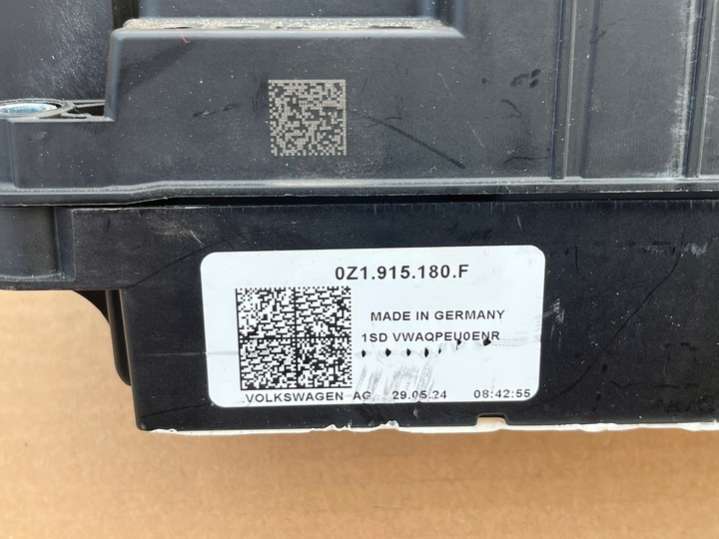 0Z1.915.180.F
MADE IN GERMANY
1SD VWAQPEU0ENR
VOLKSWAGEN AG 29.05.24 08:42:55